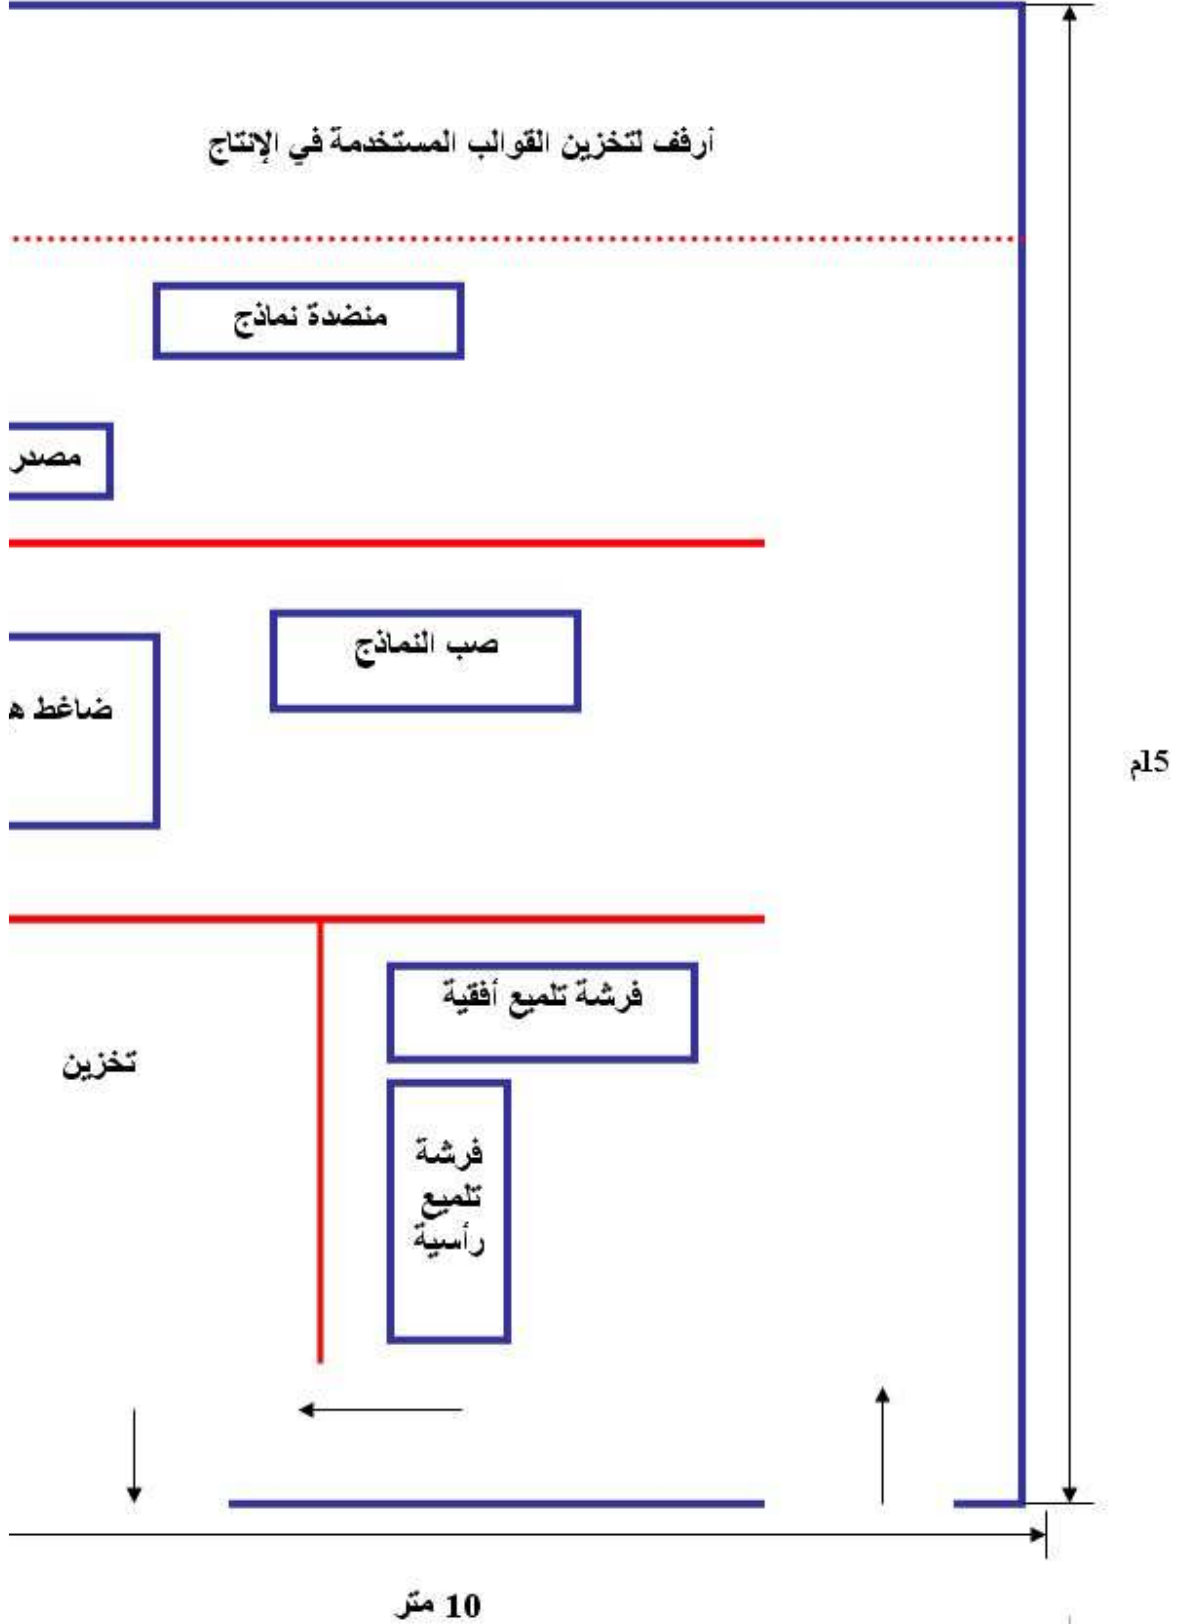 أرفف لتخزين القوالب المستخدمة في الإنتاج
منضدة نماذج
مصدر
صب النماذج
ضاغط ه
15م
فرشة تلميع أفقية
تخزين
فرشة
تلميع
رأسية
10 متر